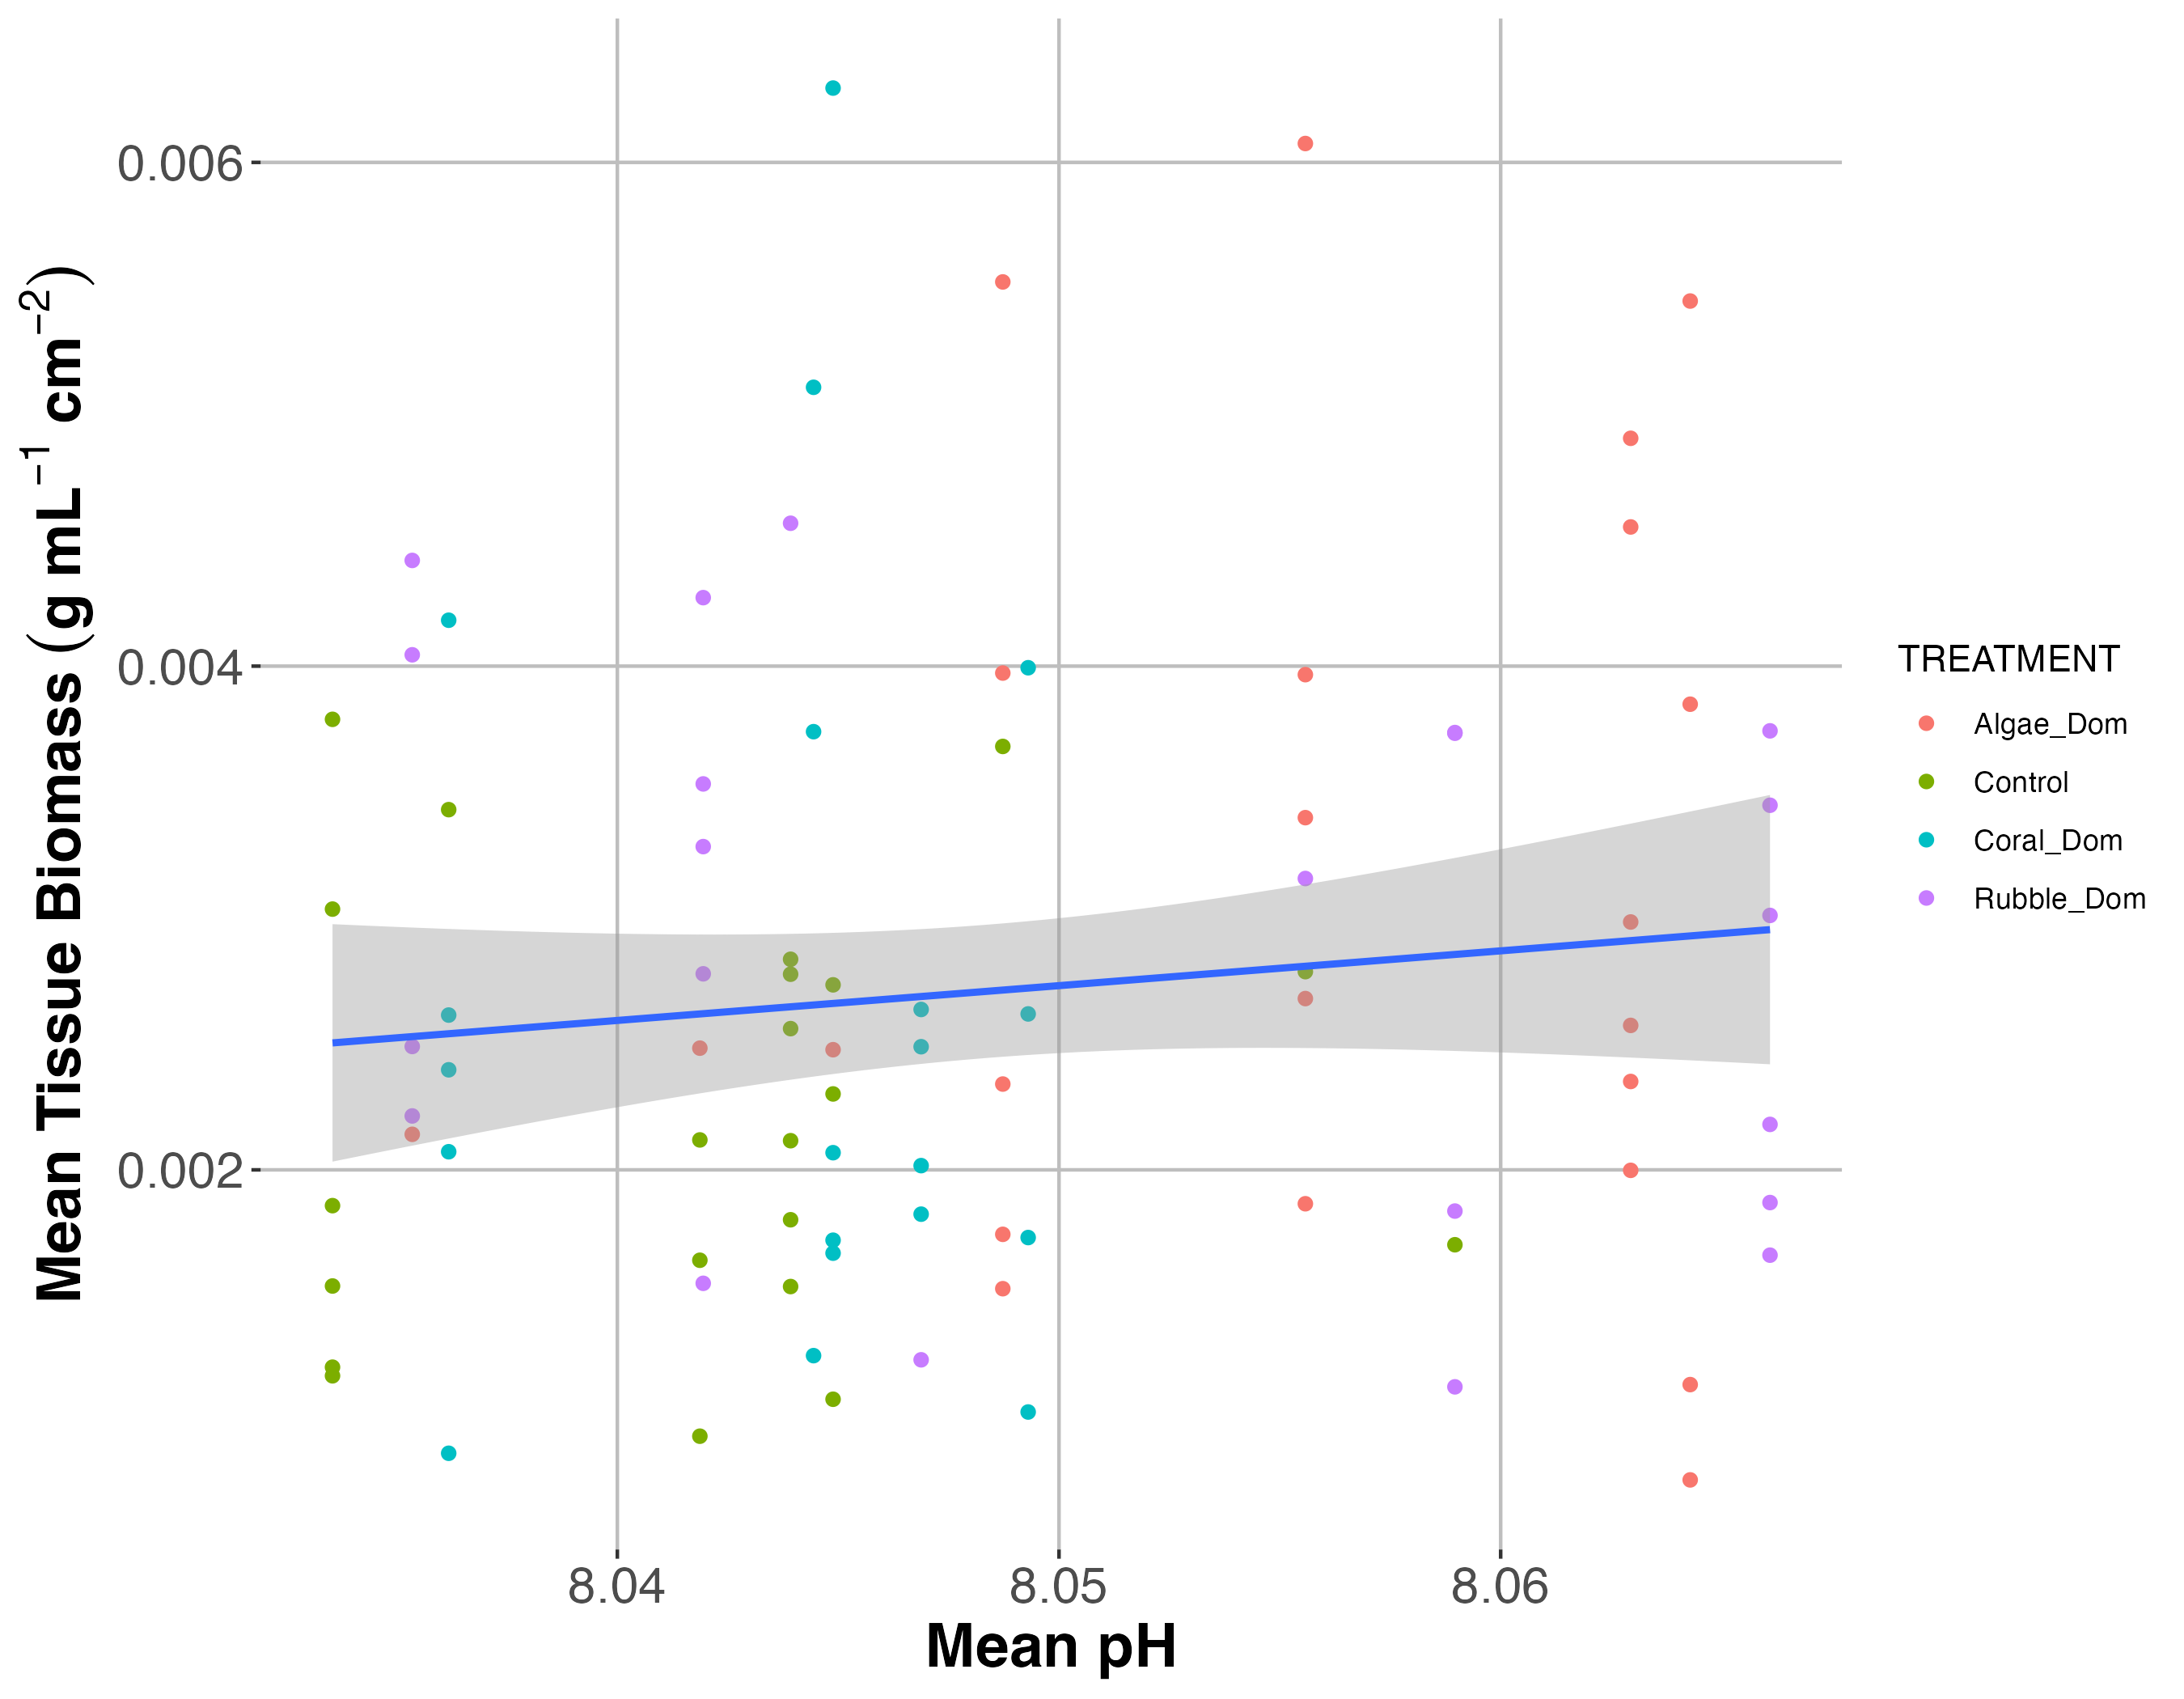 0.006
0.004
0.002
Mean Tissue Biomass (g mL⁻¹ cm⁻²)
8.04 8.05 8.06
Mean pH
TREATMENT
Algae_Dom
Control
Coral_Dom
Rubble_Dom